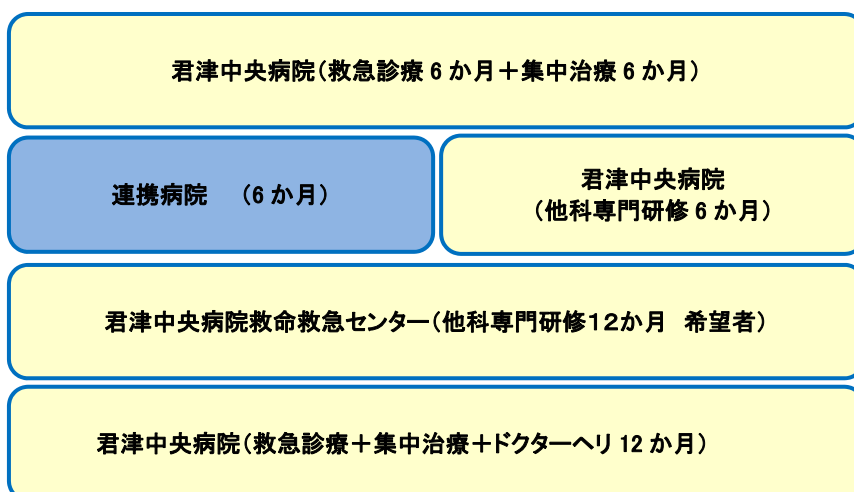 君津中央病院（救急診療 6 か月＋集中治療 6 か月）
連携病院　（6 か月）
君津中央病院
（他科専門研修 6 か月）
君津中央病院救命救急センター（他科専門研修１２か月　希望者）
君津中央病院（救急診療＋集中治療＋ドクターヘリ 12 か月）